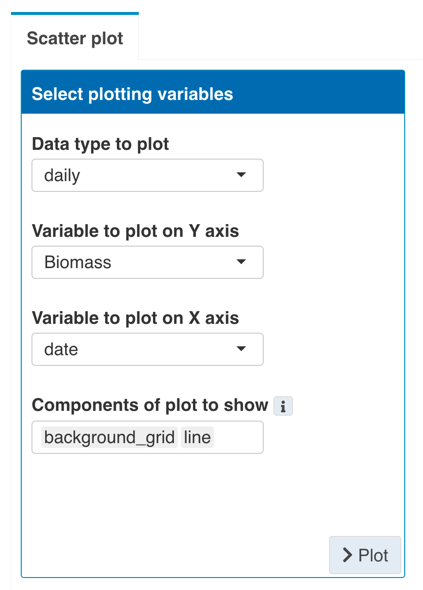 Scatter plot
Select plotting variables
Data type to plot
daily
Variable to plot on Y axis
Biomass
Variable to plot on X axis
date
Components of plot to show i
background_grid line
Plot